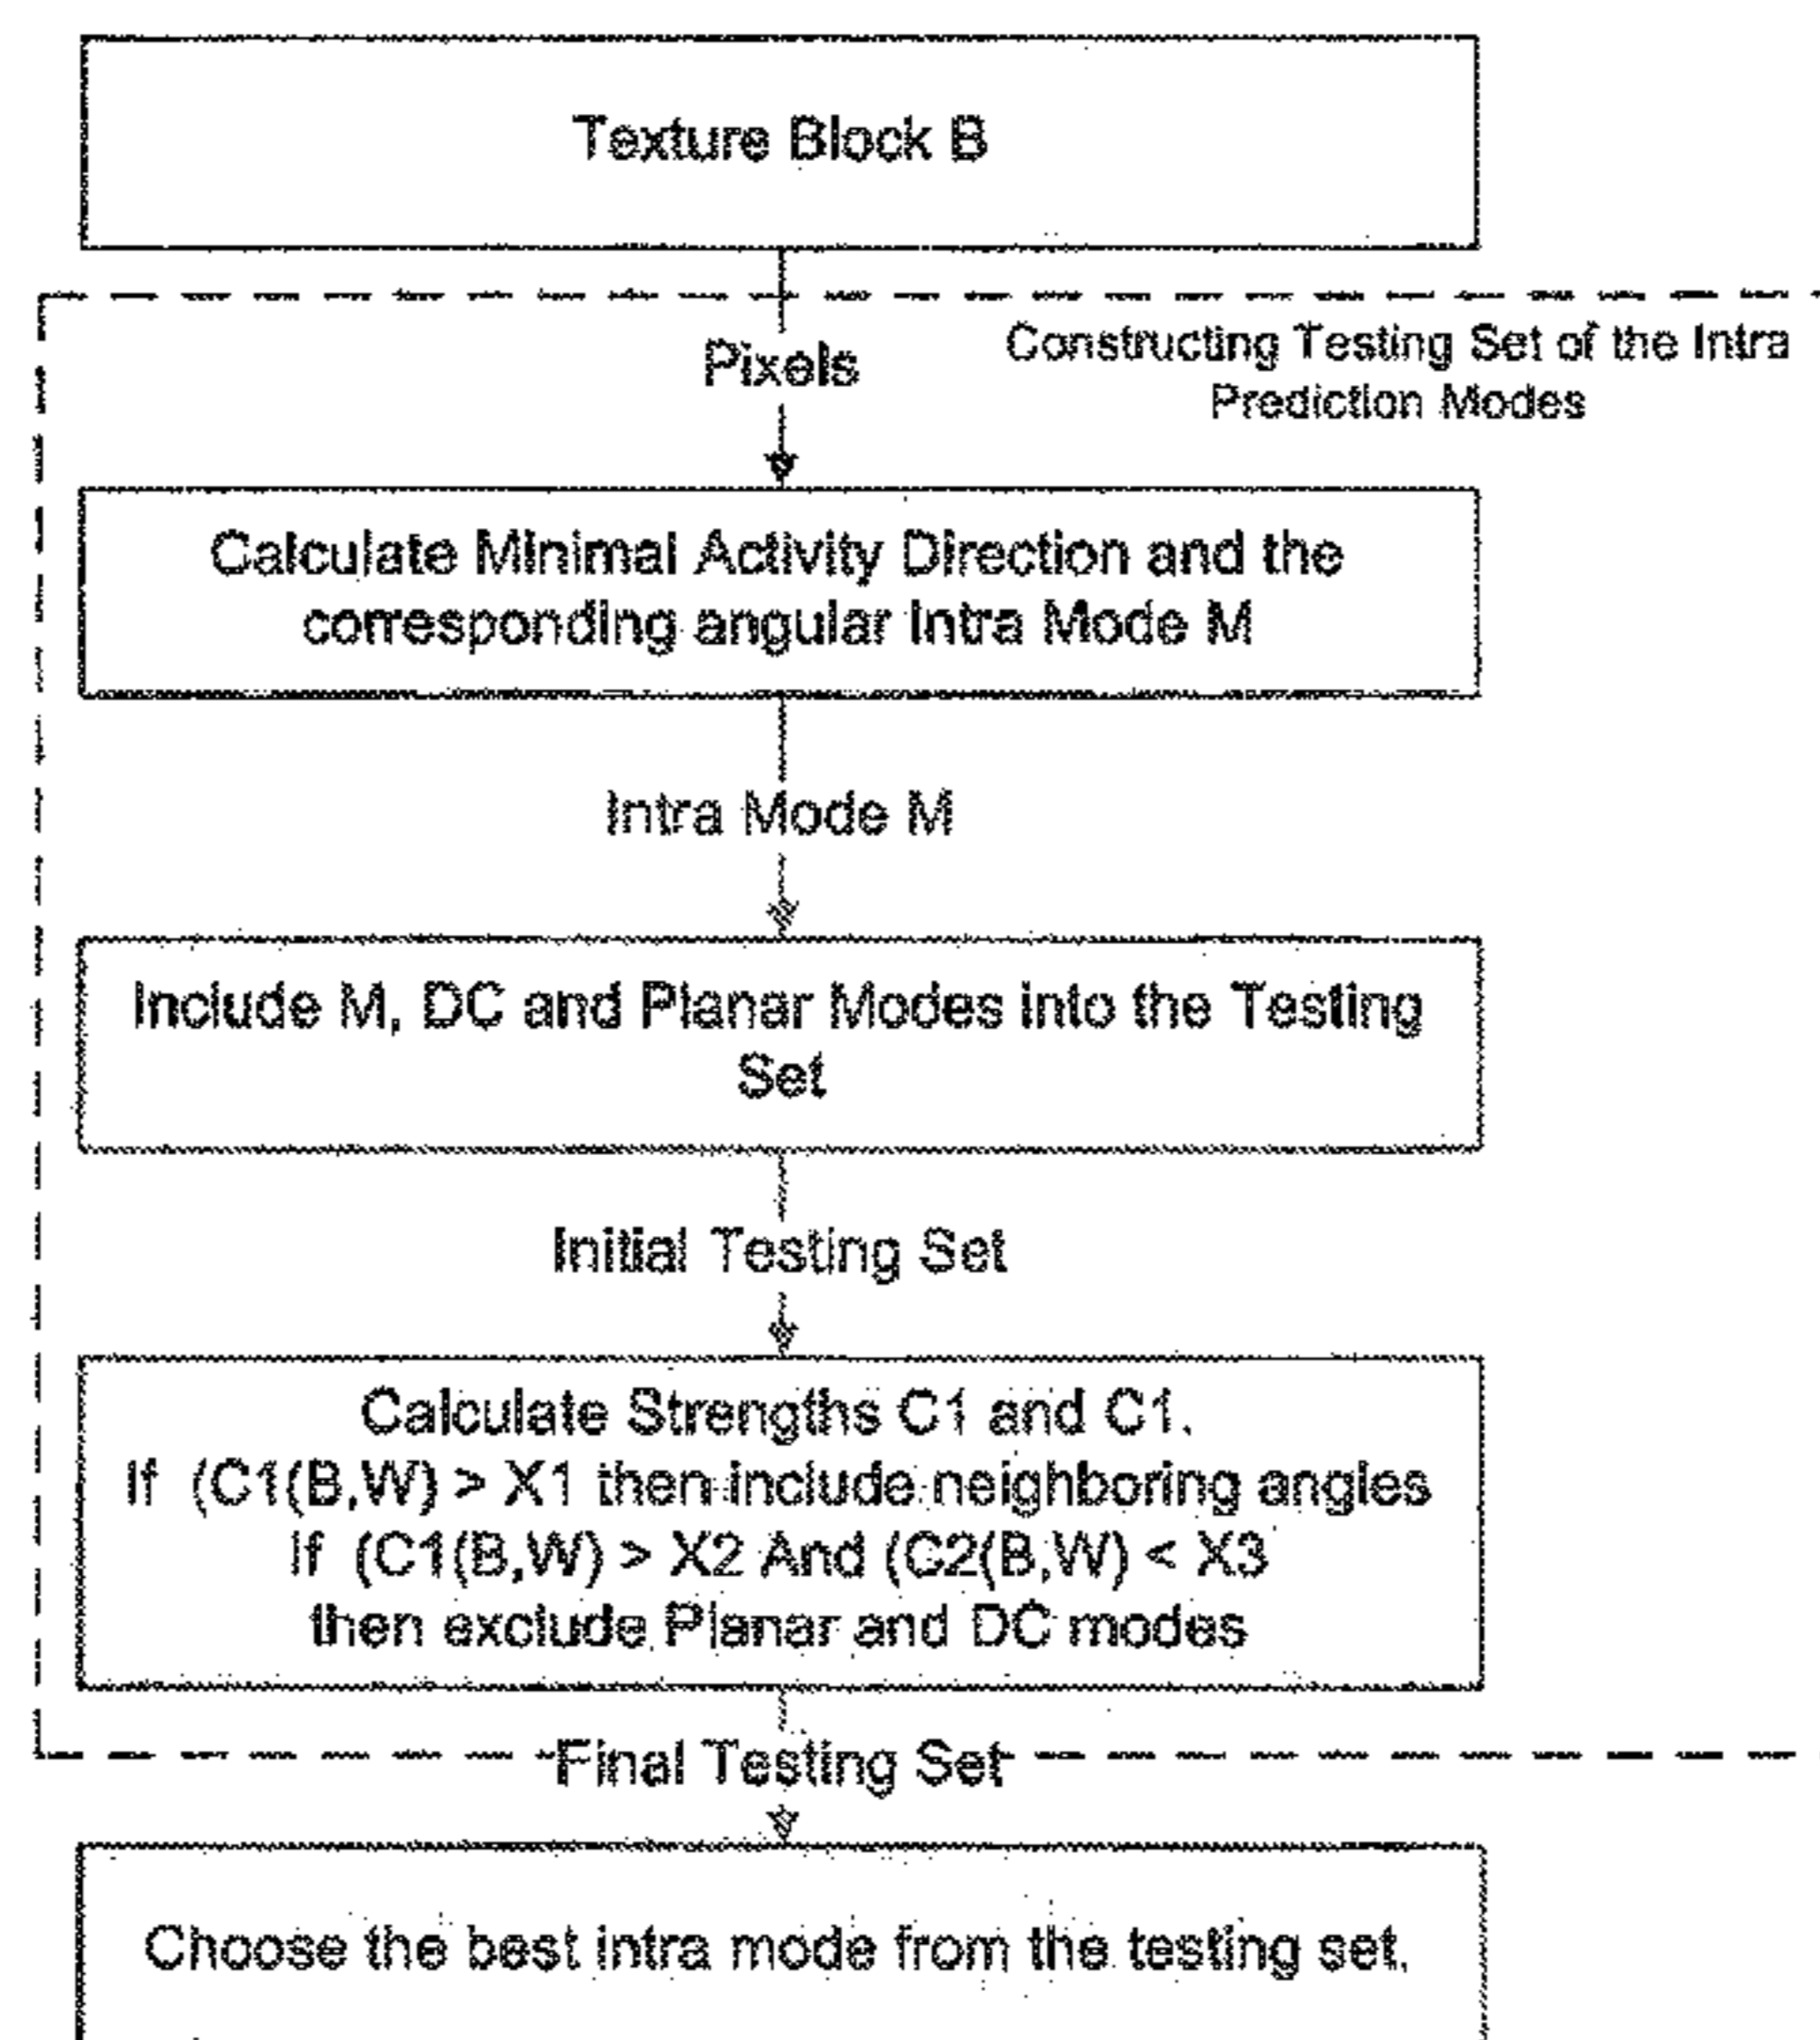 Texture Block B
Pixels
Constructing Testing Set of the Intra
Prediction Modes
Calculate Minimal Activity Direction and the
corresponding angular Intra Mode M
Intra Mode M
Include M, DC and Planar Modes into the Testing
Set
Initial Testing Set
Calculate Strengths C1 and C1.
If (C1(B,W) > X1 then include neighboring angles
If (C1(B,W) > X2 And (C2(B,W) < X3
then exclude Planar and DC modes
Final Testing Set
Choose the best intra mode from the testing set.